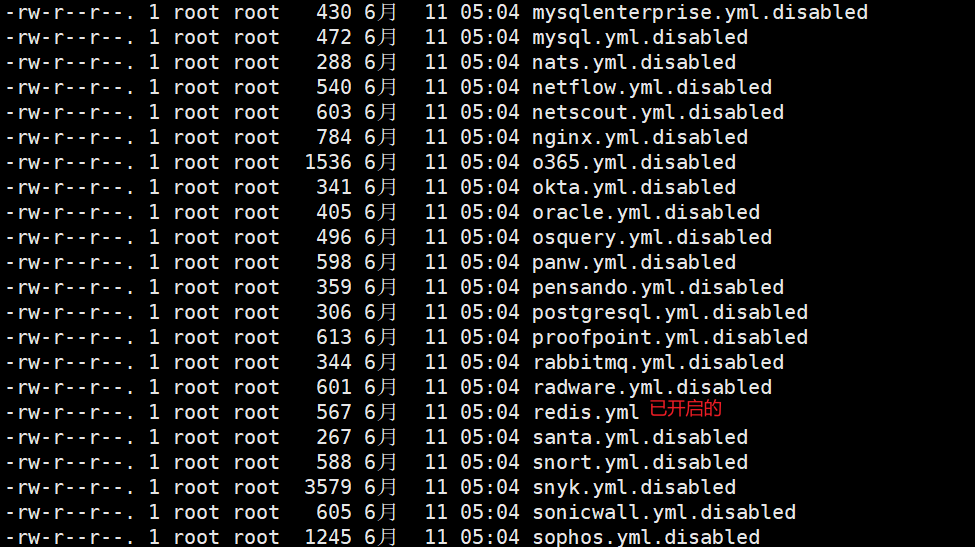 -rw-r--r--. 1 root root   430 6月  11 05:04 mysqlenterprise.yml.disabled
-rw-r--r--. 1 root root   472 6月  11 05:04 mysql.yml.disabled
-rw-r--r--. 1 root root   288 6月  11 05:04 nats.yml.disabled
-rw-r--r--. 1 root root   540 6月  11 05:04 netflow.yml.disabled
-rw-r--r--. 1 root root   603 6月  11 05:04 netscout.yml.disabled
-rw-r--r--. 1 root root   784 6月  11 05:04 nginx.yml.disabled
-rw-r--r--. 1 root root  1536 6月  11 05:04 o365.yml.disabled
-rw-r--r--. 1 root root   341 6月  11 05:04 okta.yml.disabled
-rw-r--r--. 1 root root   405 6月  11 05:04 oracle.yml.disabled
-rw-r--r--. 1 root root   496 6月  11 05:04 osquery.yml.disabled
-rw-r--r--. 1 root root   598 6月  11 05:04 panw.yml.disabled
-rw-r--r--. 1 root root   359 6月  11 05:04 pensando.yml.disabled
-rw-r--r--. 1 root root   306 6月  11 05:04 postgresql.yml.disabled
-rw-r--r--. 1 root root   613 6月  11 05:04 proofpoint.yml.disabled
-rw-r--r--. 1 root root   344 6月  11 05:04 rabbitmq.yml.disabled
-rw-r--r--. 1 root root   601 6月  11 05:04 radware.yml.disabled
-rw-r--r--. 1 root root   567 6月  11 05:04 redis.yml 已开启的
-rw-r--r--. 1 root root   267 6月  11 05:04 santa.yml.disabled
-rw-r--r--. 1 root root   588 6月  11 05:04 snort.yml.disabled
-rw-r--r--. 1 root root  3579 6月  11 05:04 snyk.yml.disabled
-rw-r--r--. 1 root root   605 6月  11 05:04 sonicwall.yml.disabled
-rw-r--r--. 1 root root  1245 6月  11 05:04 sophos.yml.disabled